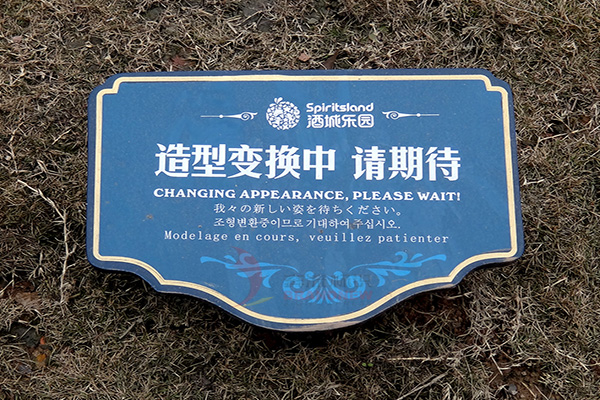 Spiritsland
酒城乐园
造型变换中 请期待
CHANGING APPEARANCE, PLEASE WAIT!
我々の新しい姿を待ちください。
조형변환중이므로 기대하여 주십시오.
Modelage en cours, veuillez patienter